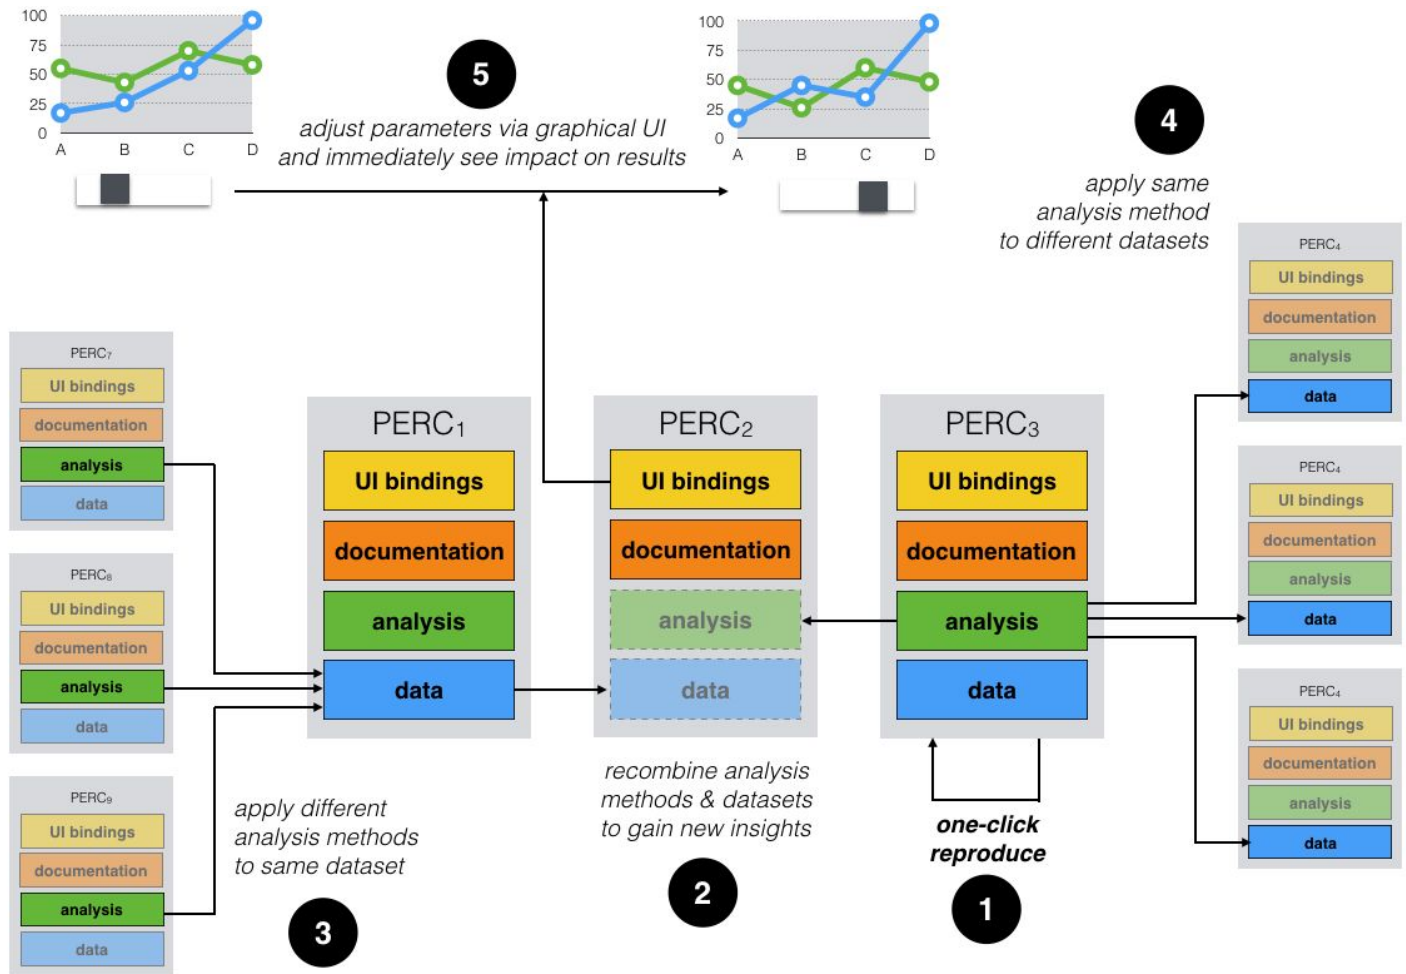 100
75
50
25
0
A B C D
5
adjust parameters via graphical UI
and immediately see impact on results
100
75
50
25
0
A B C D
4
apply same
analysis method
to different datasets
PERC₇
UI bindings
documentation
analysis
data
PERC₈
UI bindings
documentation
analysis
data
PERC₉
UI bindings
documentation
analysis
data
apply different
analysis methods
to same dataset
3
PERC₁
UI bindings
documentation
analysis
data
PERC₂
UI bindings
documentation
analysis
data
recombine analysis
methods & datasets
to gain new insights
2
PERC₃
UI bindings
documentation
analysis
data
one-click
reproduce
1
PERC₄
UI bindings
documentation
analysis
data
PERC₄
UI bindings
documentation
analysis
data
PERC₄
UI bindings
documentation
analysis
data